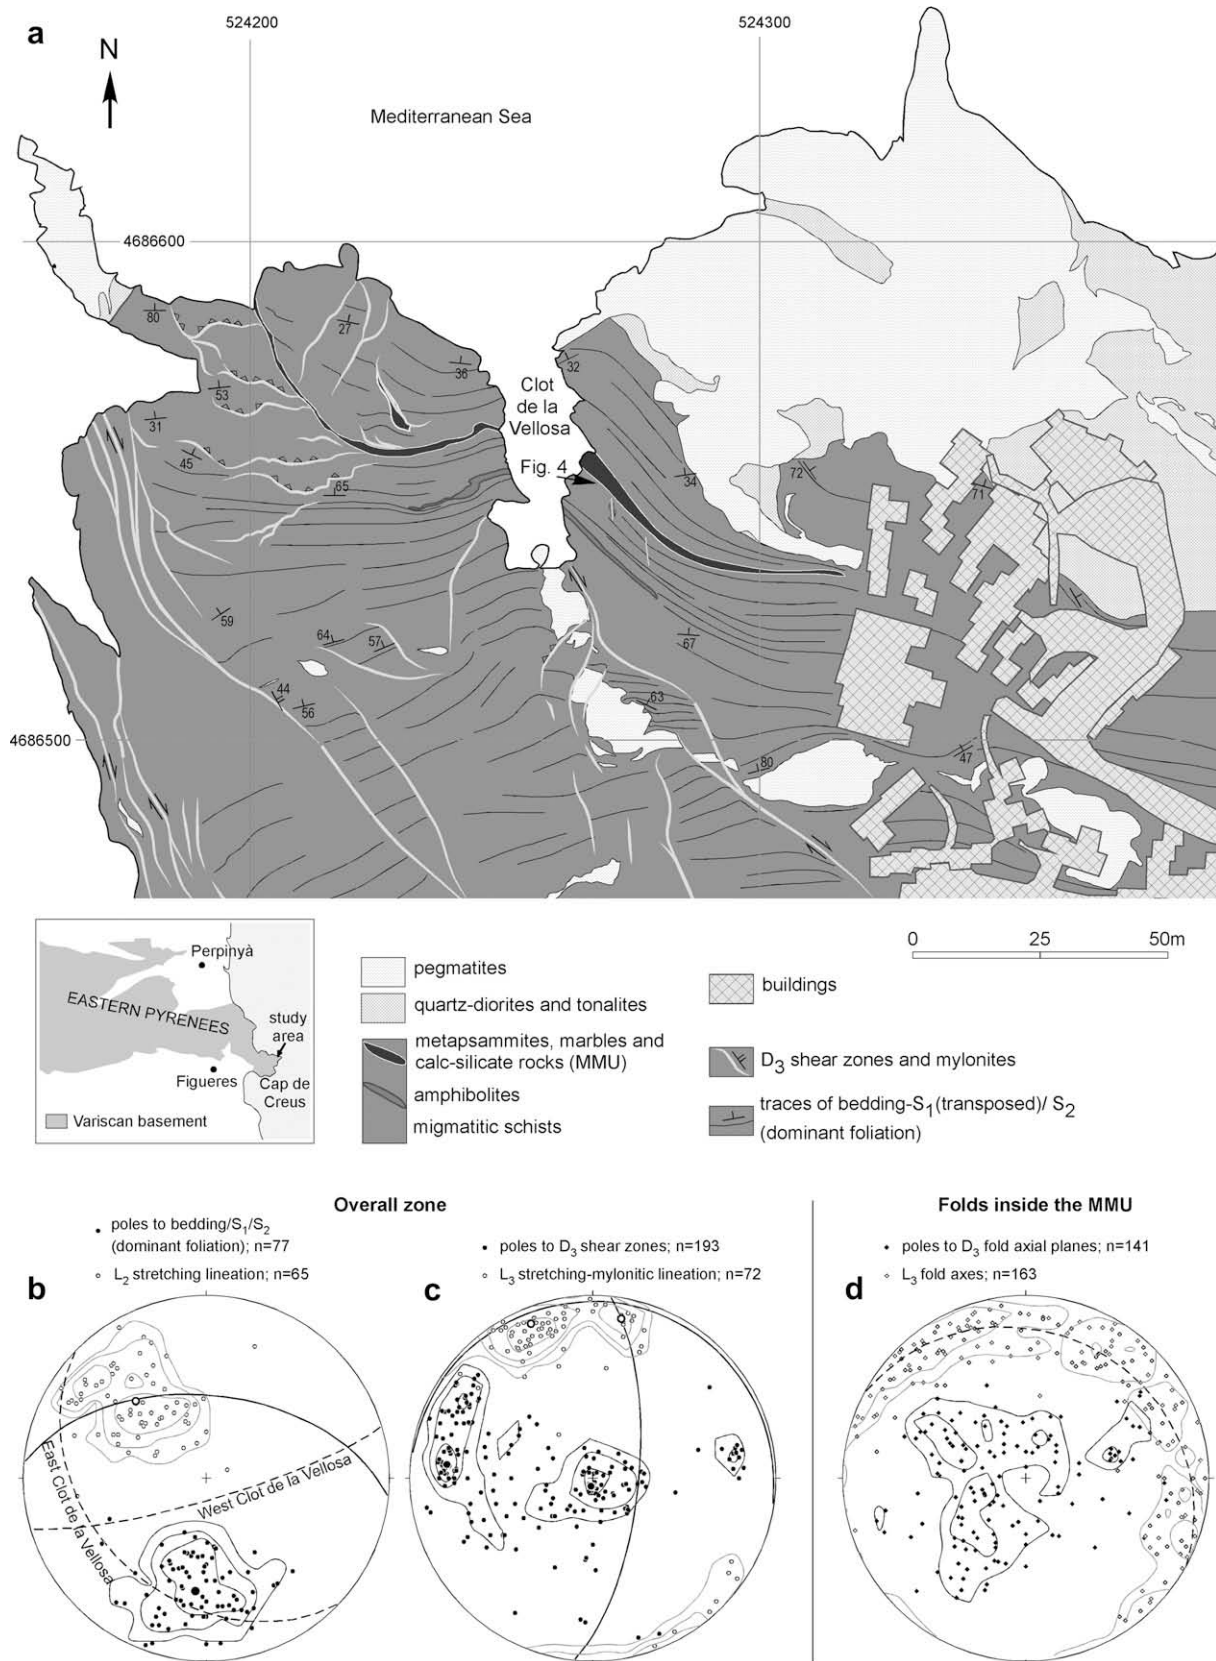 a
524200
524300
N
Mediterranean Sea
4686600
80
27
36
32
Clot
de la
Vellosa
53
31
45
65
Fig. 4
34
72
71
59
64
57
67
44
56
63
4686500
80
47
0
25
50m
Perpinyà
EASTERN PYRENEES
study
area
Figueres
Cap de
Creus
Variscan basement
pegmatites
quartz-diorites and tonalites
metapsammites, marbles and
calc-silicate rocks (MMU)
amphibolites
migmatitic schists
buildings
D3 shear zones and mylonites
traces of bedding-S1(transposed)/ S2
(dominant foliation)
Overall zone
Folds inside the MMU
poles to bedding/S1/S2
(dominant foliation); n=77
L2 stretching lineation; n=65
poles to D3 shear zones; n=193
L3 stretching-mylonitic lineation; n=72
poles to D3 fold axial planes; n=141
L3 fold axes; n=163
b
c
d
East Clot de la Vellosa
West Clot de la Vellosa